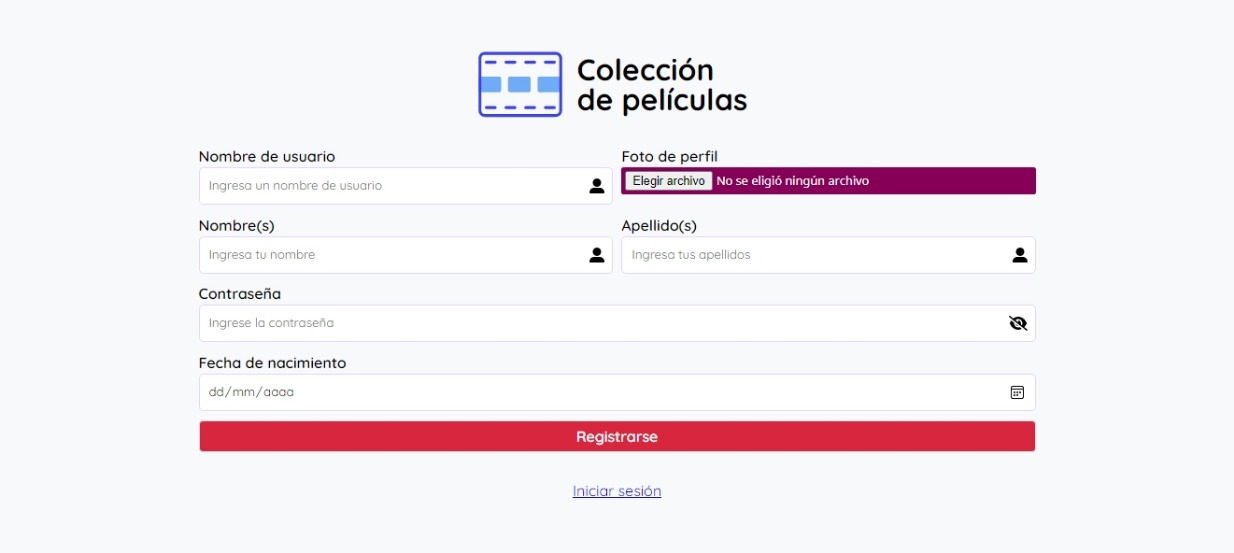 Colección
de películas
Nombre de usuario
Foto de perfil
Ingresa un nombre de usuario
Elegir archivo No se eligió ningún archivo
Nombre(s)
Apellido(s)
Ingresa tu nombre
Ingresa tus apellidos
Contraseña
Ingrese la contraseña
Fecha de nacimiento
dd/mm/aaaa
Registrarse
Iniciar sesión